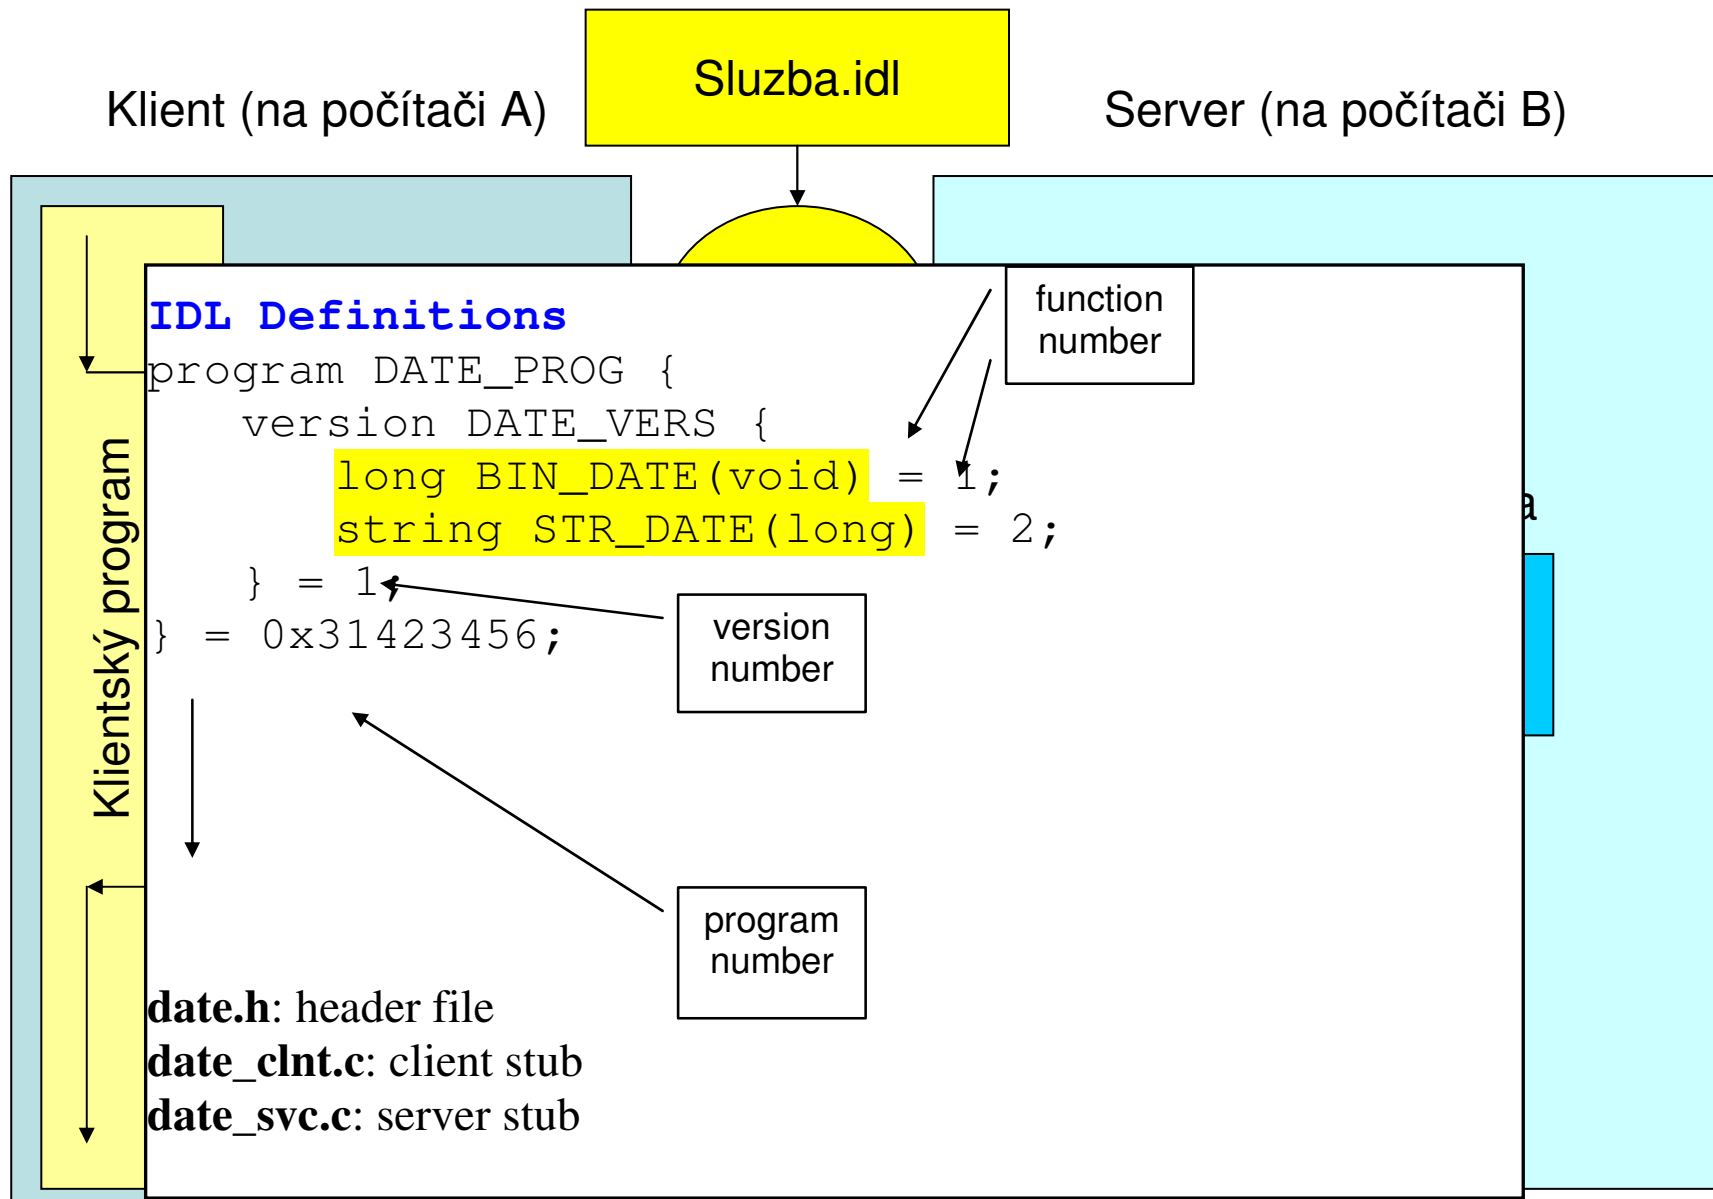 Sluzba.idl
Klient (na počítači A)
Server (na počítači B)
Klientský program
IDL Definitions
program DATE_PROG {
version DATE_VERS {
long BIN_DATE(void) = 1;
string STR_DATE(long) = 2;
} = 1;
} = 0x31423456;
function
number
version
number
program
number
date.h: header file
date_clnt.c: client stub
date_svc.c: server stub